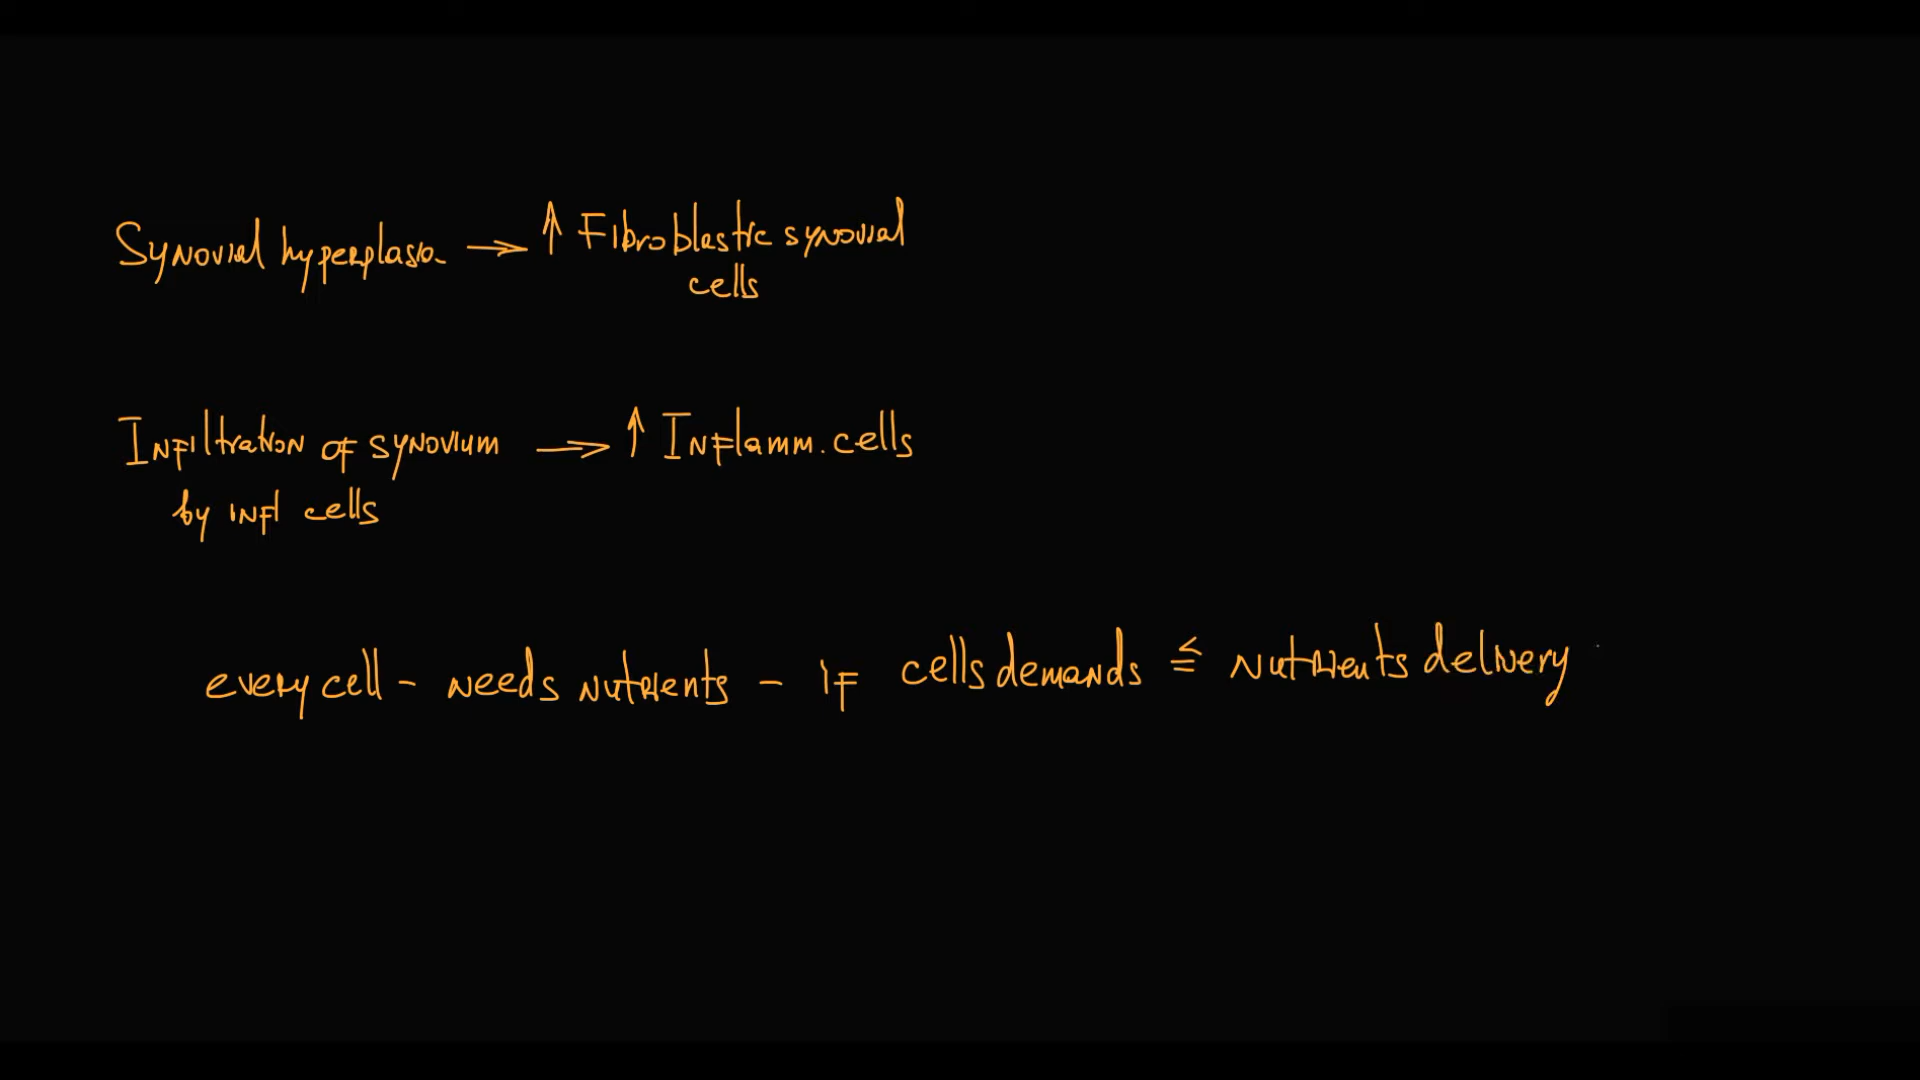 Synovial hyperplasia → ↑ Fibroblastic synovial
cells
Infiltration of synovium → ↑ Inflamm. cells
by infl cells
every cell - needs nutrients - if cells demands ≤ nutrients delivery